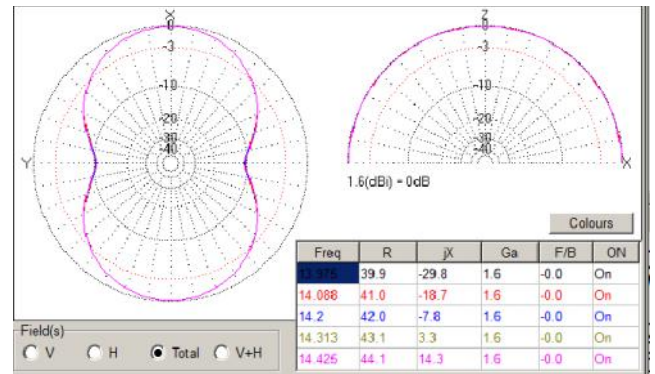 X
0
-3
-10
-20
-30
-40
Y
Z
0
-3
-10
-20
-30
-40
X
1.6(dBi) = 0dB
Colours
Freq R jX Ga F/B ON
13.975 39.9 -29.8 1.6 -0.0 On
14.088 41.0 -18.7 1.6 -0.0 On
14.2 42.0 -7.8 1.6 -0.0 On
14.313 43.1 3.3 1.6 -0.0 On
14.425 44.1 14.3 1.6 -0.0 On
Field(s)
V H Total V+H